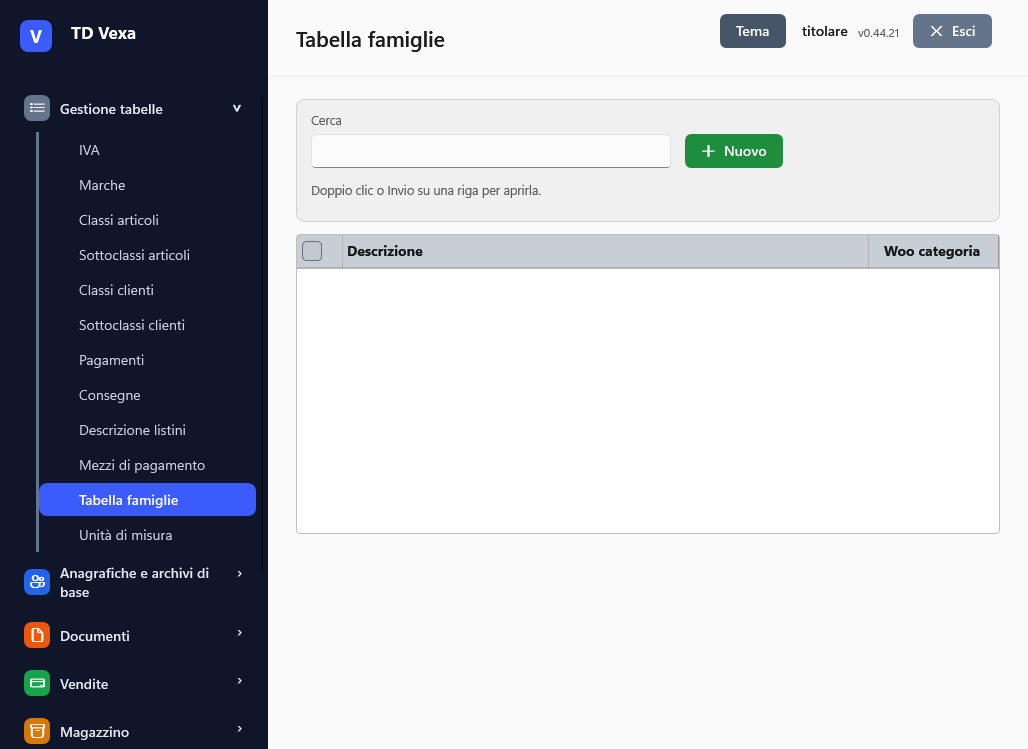 V TD Vexa
Gestione tabelle
IVA
Marche
Classi articoli
Sottoclassi articoli
Classi clienti
Sottoclassi clienti
Pagamenti
Consegne
Descrizione listini
Mezzi di pagamento
Tabella famiglie
Unità di misura
Anagrafiche e archivi di
base
Documenti
Vendite
Magazzino
Tabella famiglie
Tema titolare v0.44.21 Esci
Cerca
Nuovo
Doppio clic o Invio su una riga per aprirla.
Descrizione Woo categoria